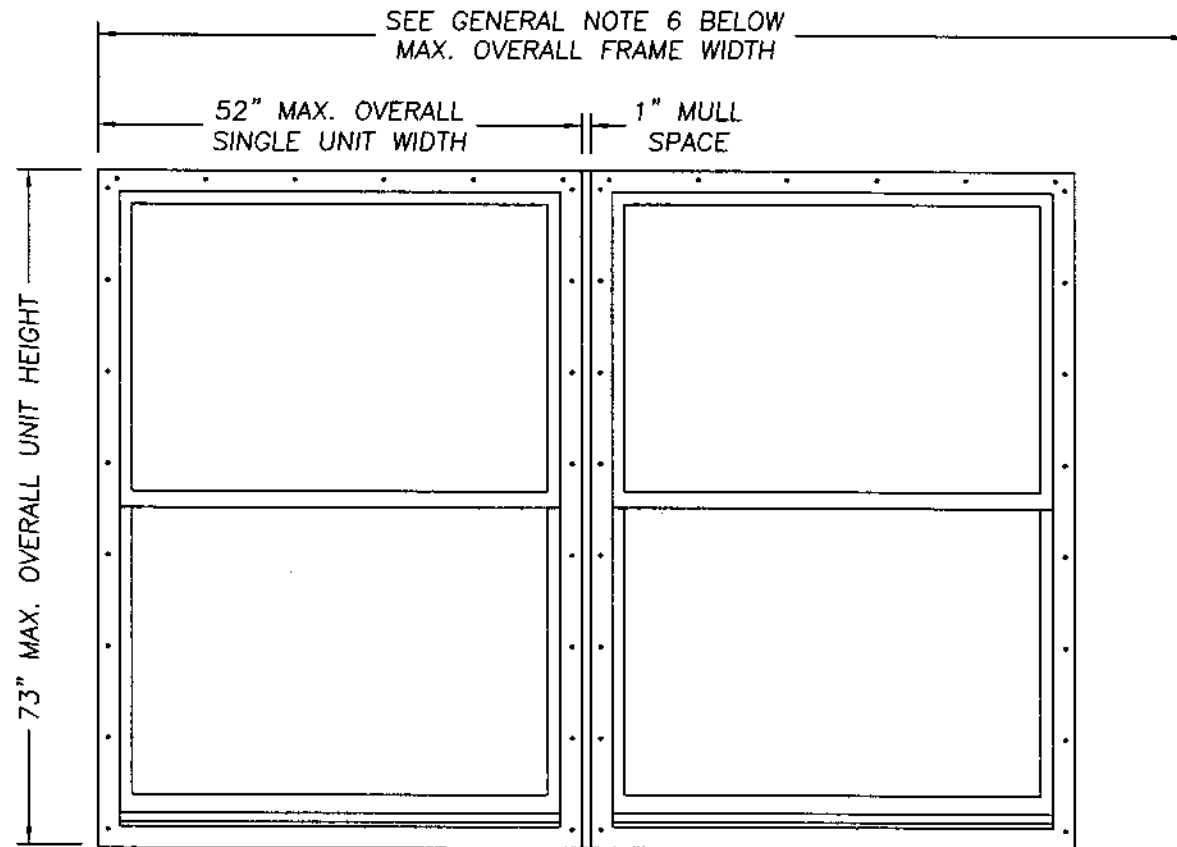 SEE GENERAL NOTE 6 BELOW
MAX. OVERALL FRAME WIDTH
52" MAX. OVERALL
SINGLE UNIT WIDTH
1" MULL
SPACE
73" MAX. OVERALL UNIT HEIGHT